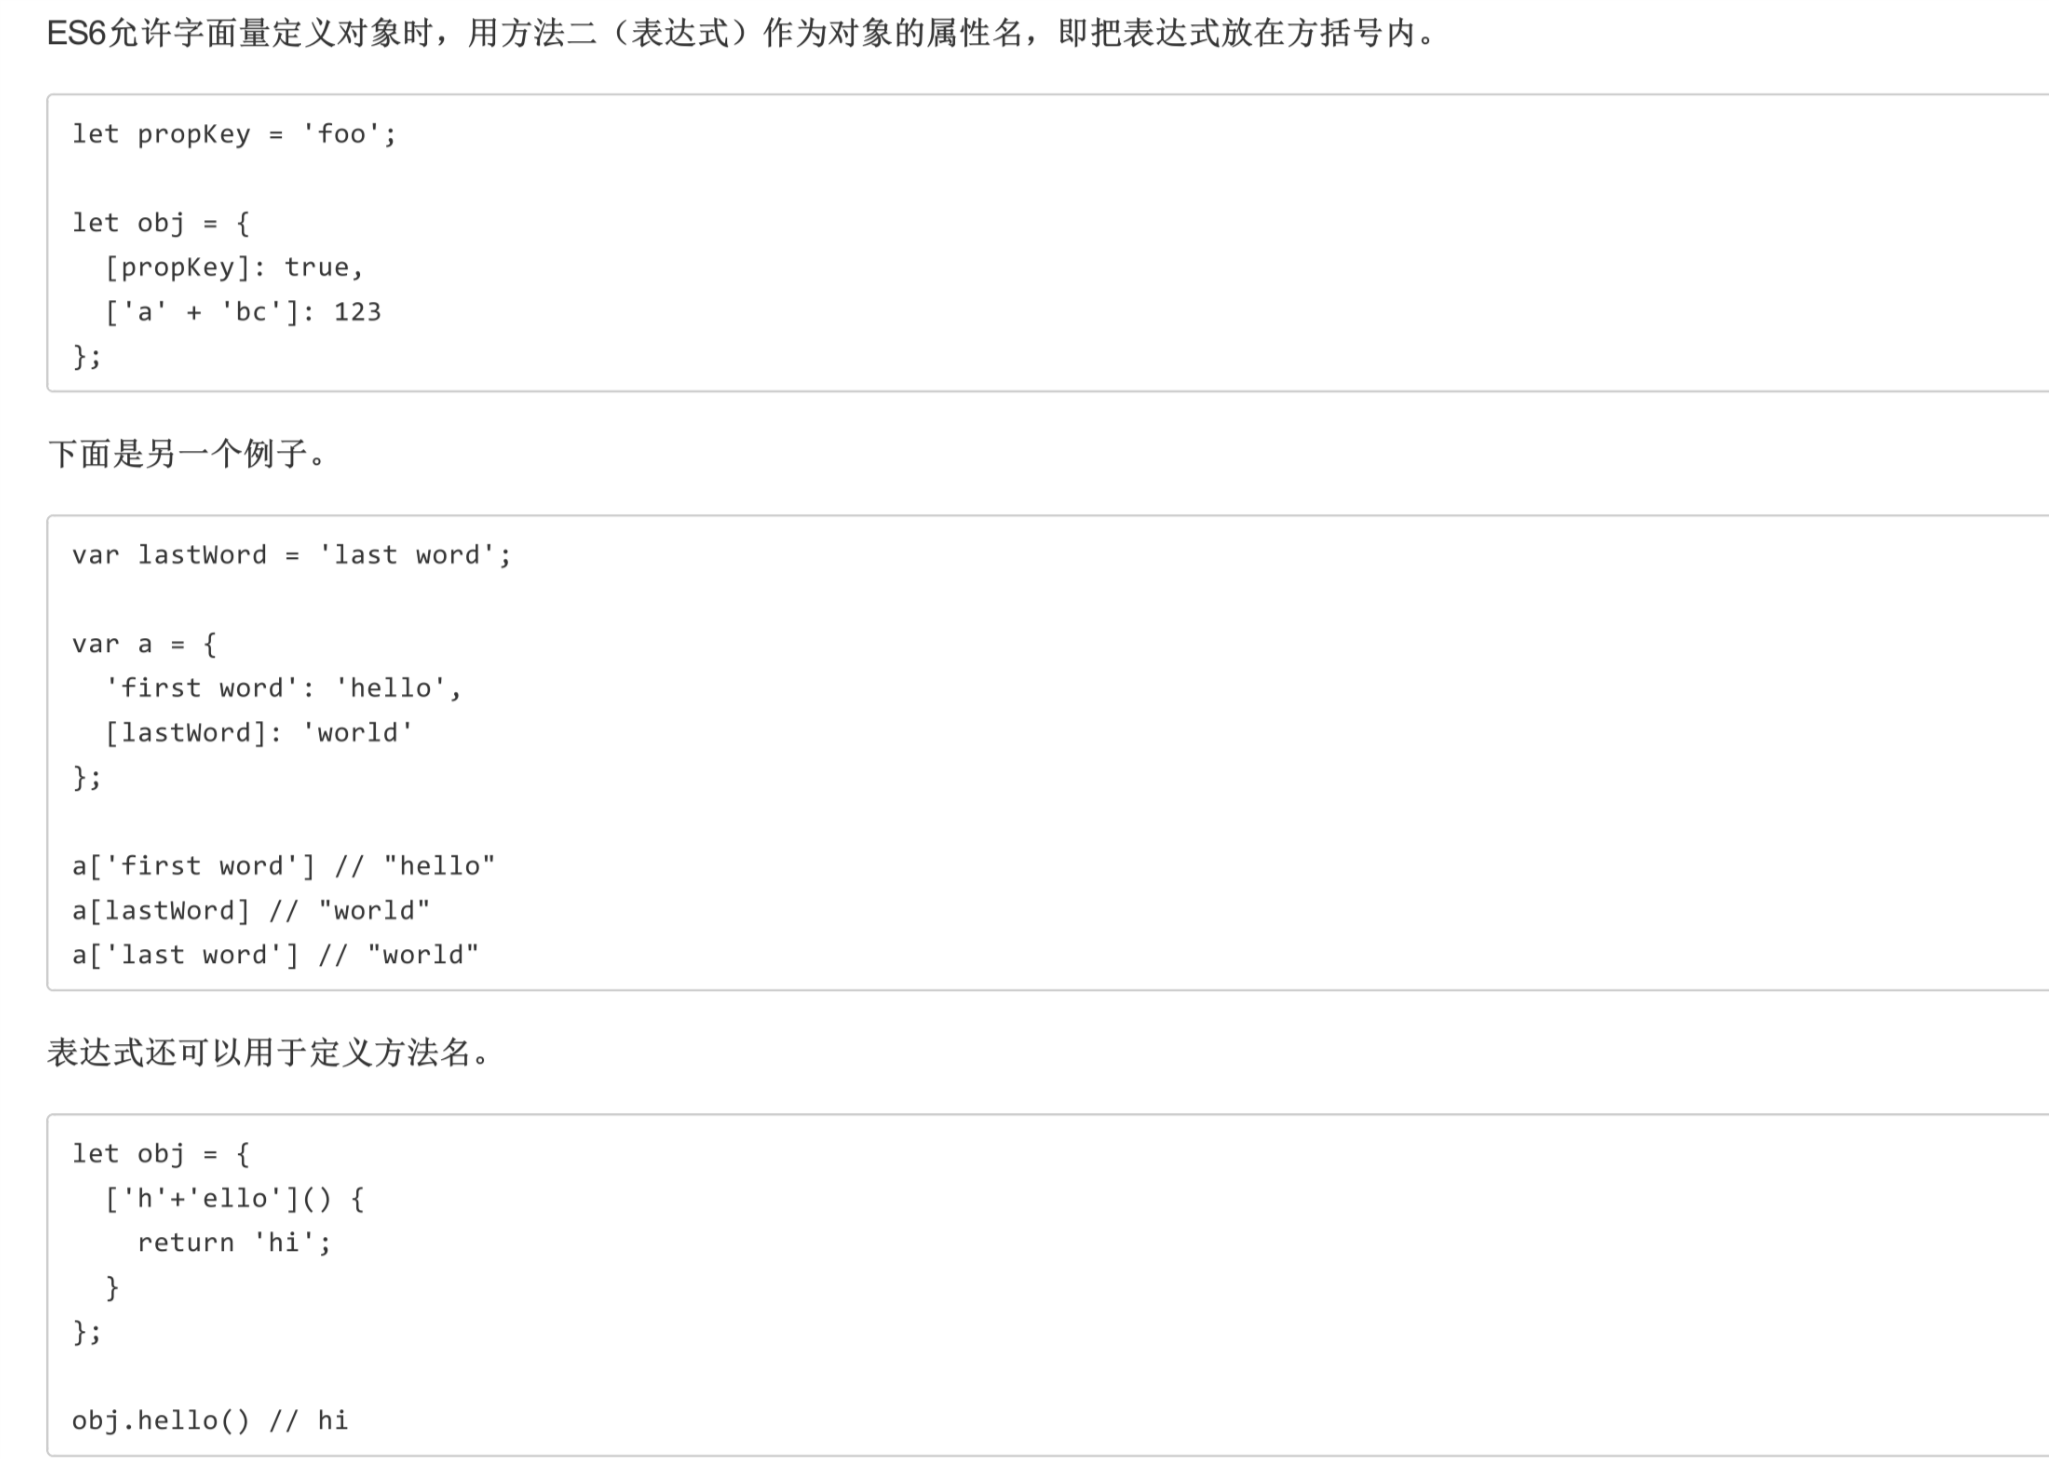 ES6允许字面量定义对象时，用方法二（表达式）作为对象的属性名，即把表达式放在方括号内。
let propKey = 'foo';
let obj = {
  [propKey]: true,
  ['a' + 'bc']: 123
};
下面是另一个例子。
var lastWord = 'last word';
var a = {
  'first word': 'hello',
  [lastWord]: 'world'
};
a['first word'] // "hello"
a[lastWord] // "world"
a['last word'] // "world"
表达式还可以用于定义方法名。
let obj = {
  ['h'+'ello']() {
    return 'hi';
  }
};
obj.hello() // hi